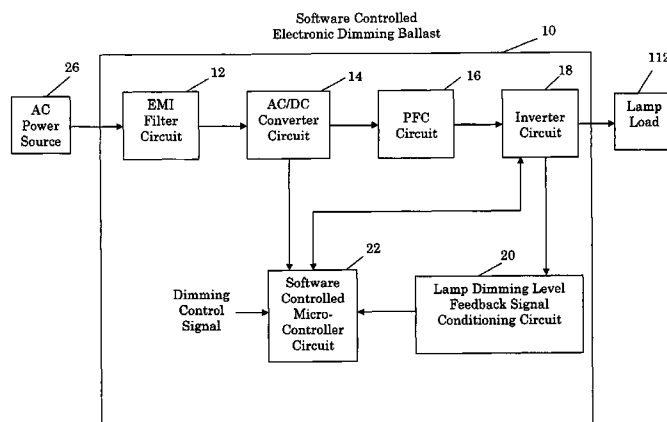 Software Controlled
Electronic Dimming Ballast
10
26
12
14
16
18
112
AC
Power
Source
EMI
Filter
Circuit
AC/DC
Converter
Circuit
PFC
Circuit
Inverter
Circuit
Lamp
Load
22
20
Dimming
Control
Signal
Software
Controlled
Micro-
Controller
Circuit
Lamp Dimming Level
Feedback Signal
Conditioning Circuit